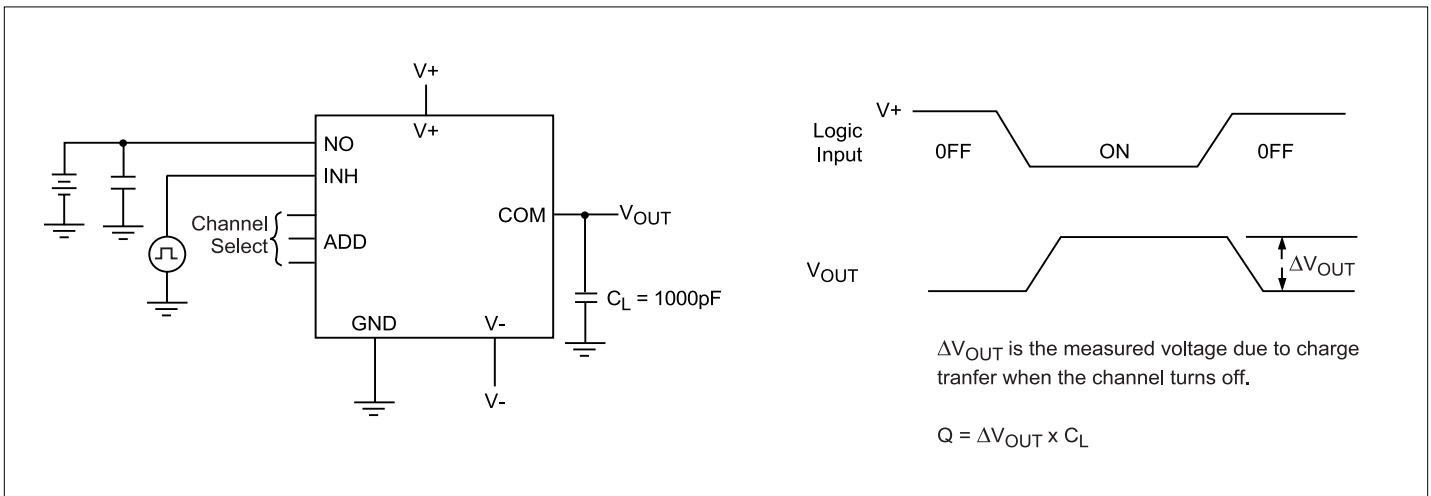 V+
V+
NO
INH
Channel
Select
ADD
COM
VOUT
CL = 1000pF
GND
V-
V-
V+
Logic
Input
0FF
ON
0FF
VOUT
ΔVOUT
ΔVOUT is the measured voltage due to charge
tranfer when the channel turns off.
Q = ΔVOUT x CL